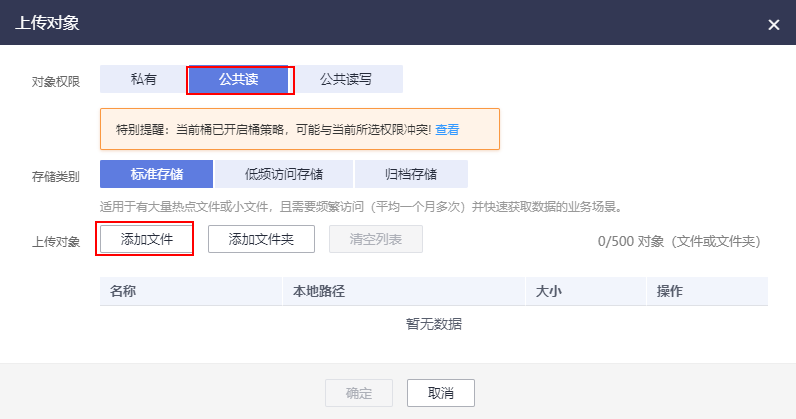 上传对象
对象权限 私有 公共读 公共读写
特别提醒：当前桶已开启桶策略，可能与当前所选权限冲突! 查看
存储类别 标准存储 低频访问存储 归档存储
适用于有大量热点文件或小文件，且需要频繁访问（平均一个月多次）并快速获取数据的业务场景。
上传对象 添加文件 添加文件夹 清空列表 0/500 对象（文件或文件夹）
名称 本地路径 大小 操作
暂无数据
确定 取消